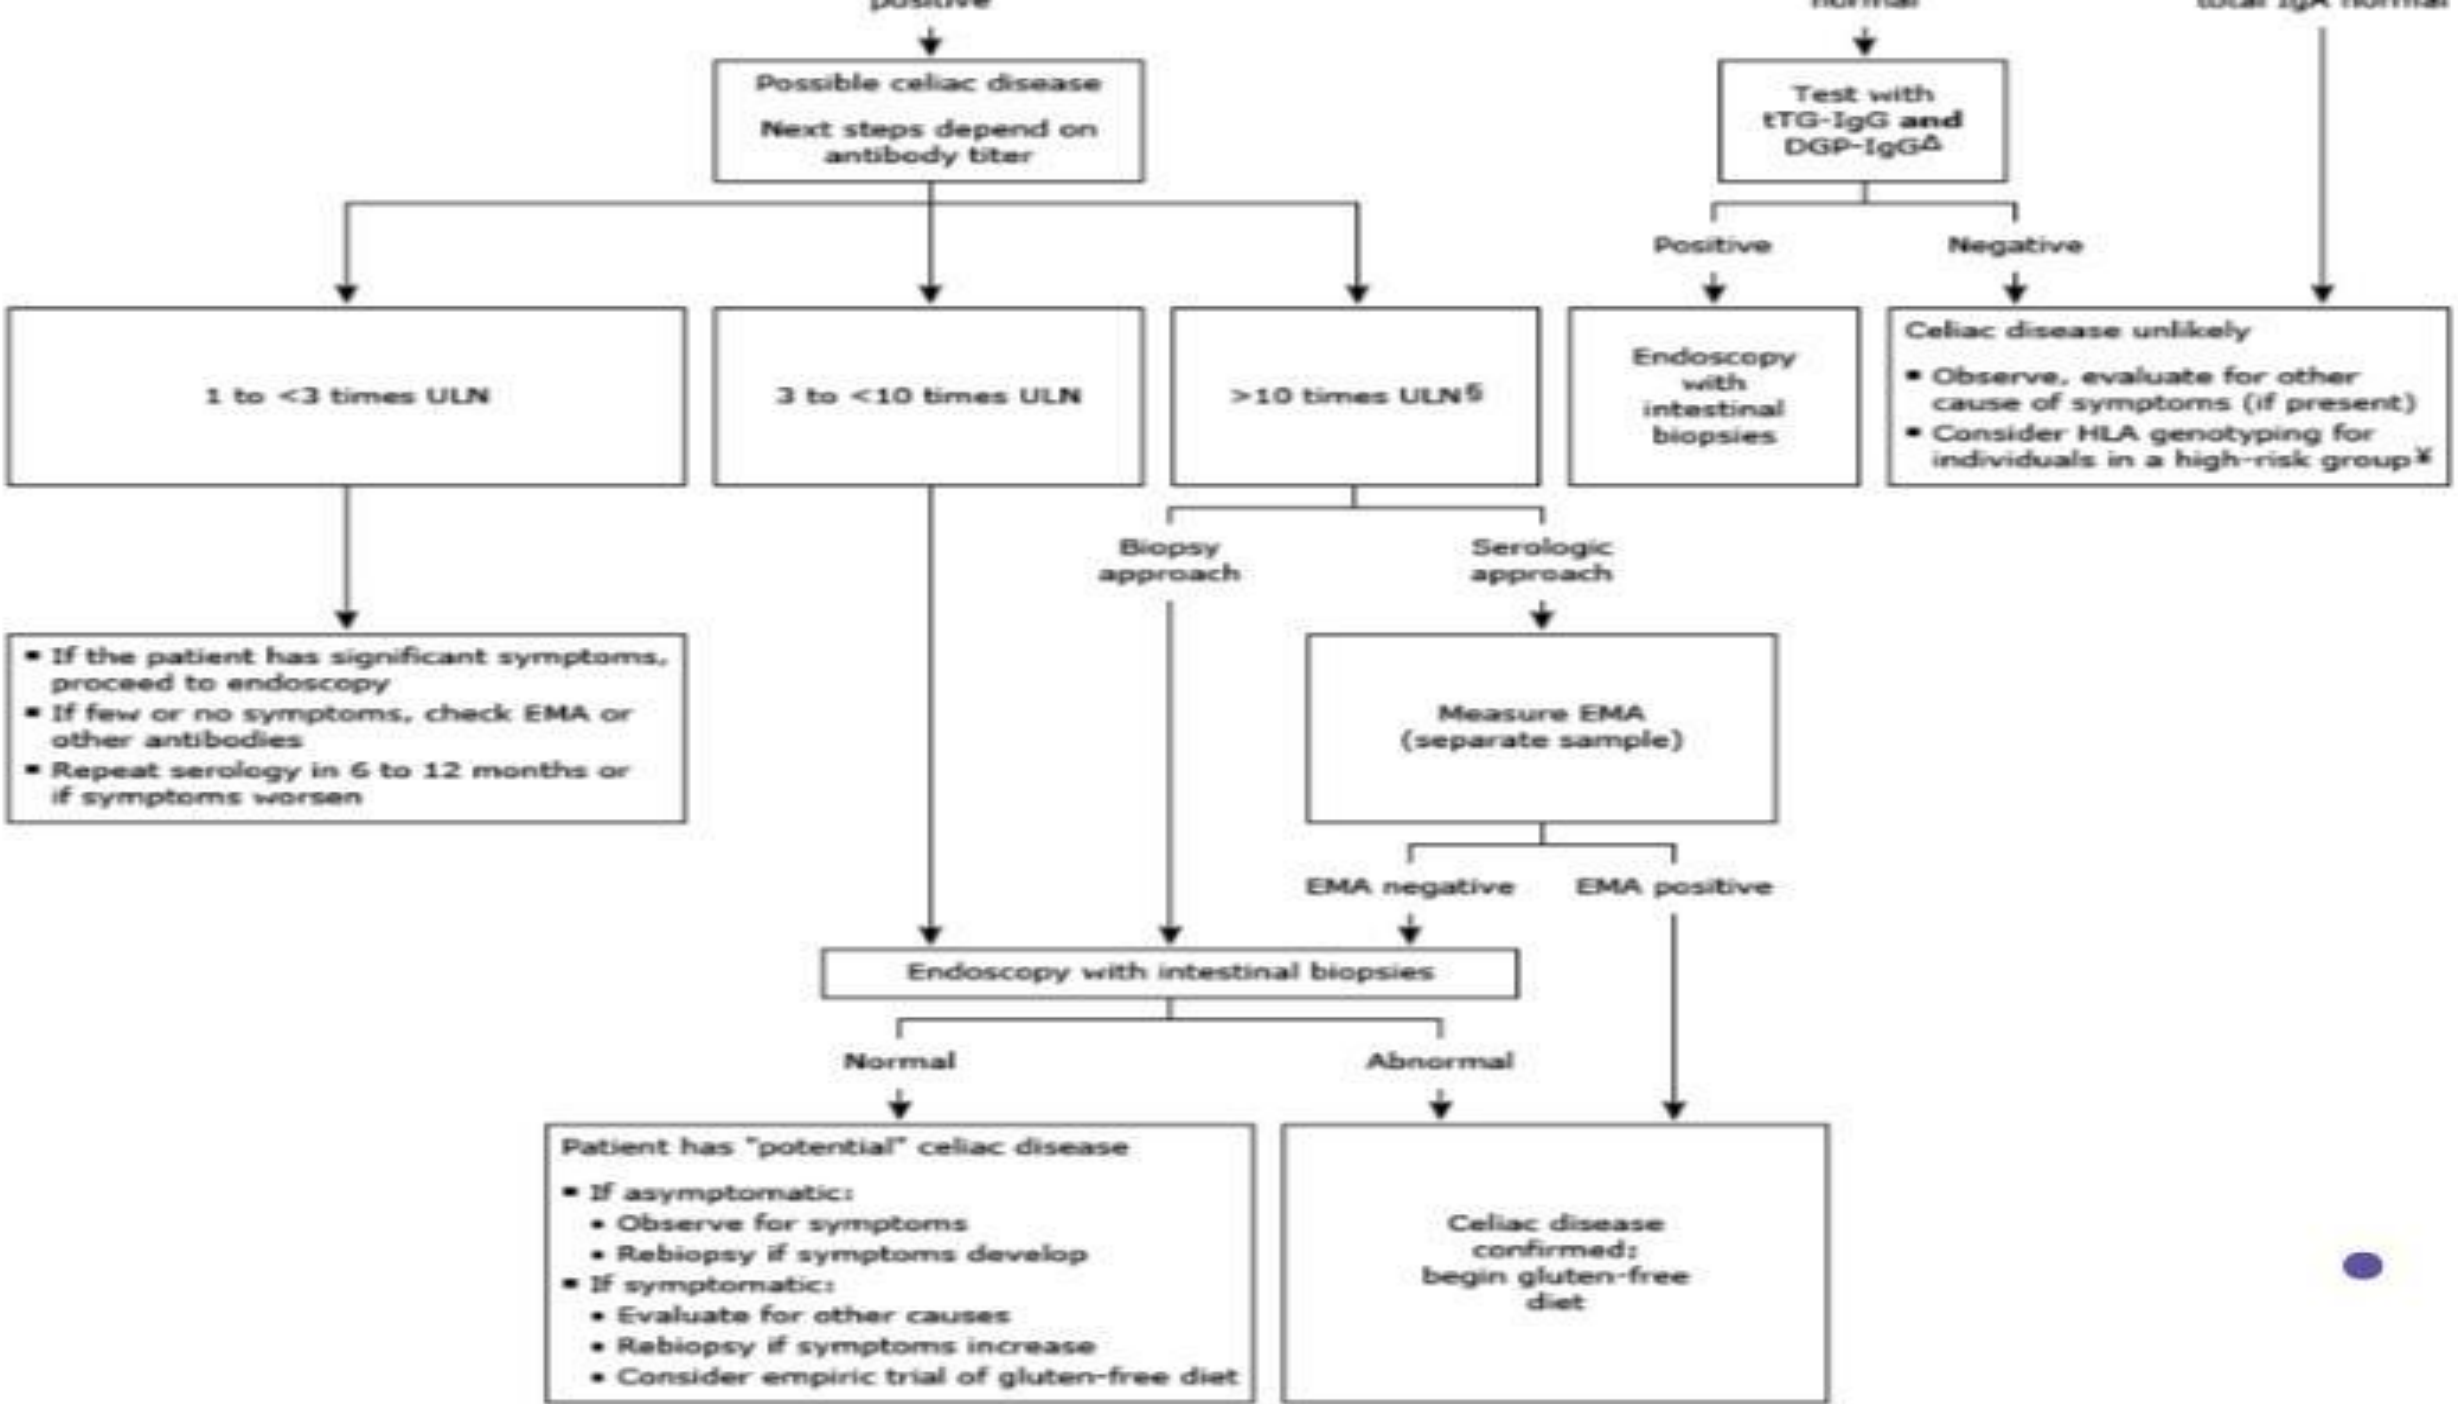 positive
normal
total IgA normal
Possible celiac disease
Next steps depend on
antibody titer
Test with
tTG-IgG and
DGP-IgGΔ
Positive
Negative
1 to <3 times ULN
3 to <10 times ULN
>10 times ULN§
Endoscopy
with
intestinal
biopsies
Celiac disease unlikely
▪ Observe, evaluate for other
cause of symptoms (if present)
▪ Consider HLA genotyping for
individuals in a high-risk group¥
Biopsy
approach
Serologic
approach
▪ If the patient has significant symptoms,
proceed to endoscopy
▪ If few or no symptoms, check EMA or
other antibodies
▪ Repeat serology in 6 to 12 months or
if symptoms worsen
Measure EMA
(separate sample)
EMA negative
EMA positive
Endoscopy with intestinal biopsies
Normal
Abnormal
Patient has "potential" celiac disease
▪ If asymptomatic:
• Observe for symptoms
• Rebiopsy if symptoms develop
▪ If symptomatic:
• Evaluate for other causes
• Rebiopsy if symptoms increase
• Consider empiric trial of gluten-free diet
Celiac disease
confirmed;
begin gluten-free
diet